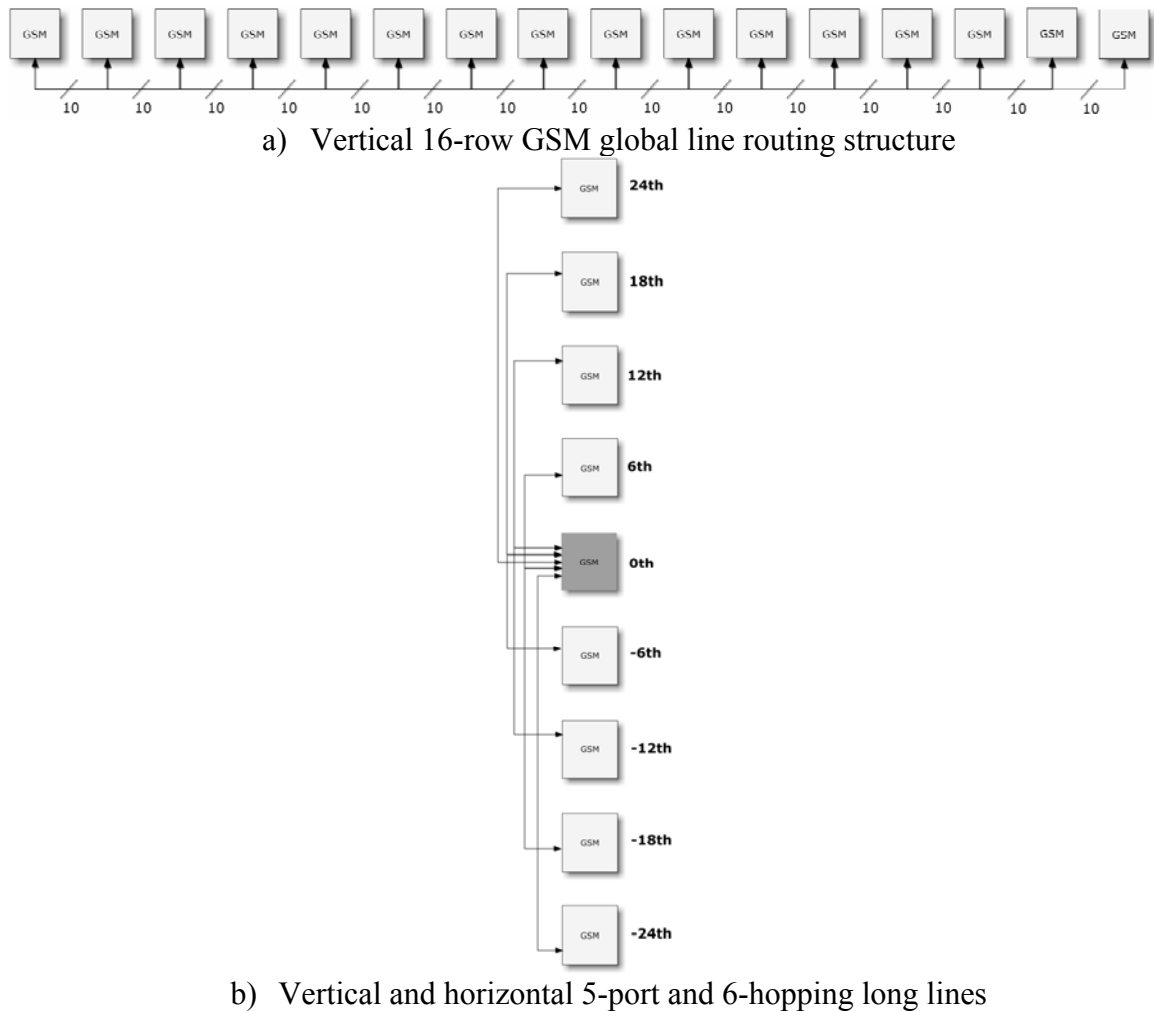 GSM GSM GSM GSM GSM GSM GSM GSM GSM GSM GSM GSM GSM GSM GSM GSM
10 10 10 10 10 10 10 10 10 10 10 10 10 10 10
a) Vertical 16-row GSM global line routing structure
GSM 24th
GSM 18th
GSM 12th
GSM 6th
GSM 0th
GSM -6th
GSM -12th
GSM -18th
GSM -24th
b) Vertical and horizontal 5-port and 6-hopping long lines